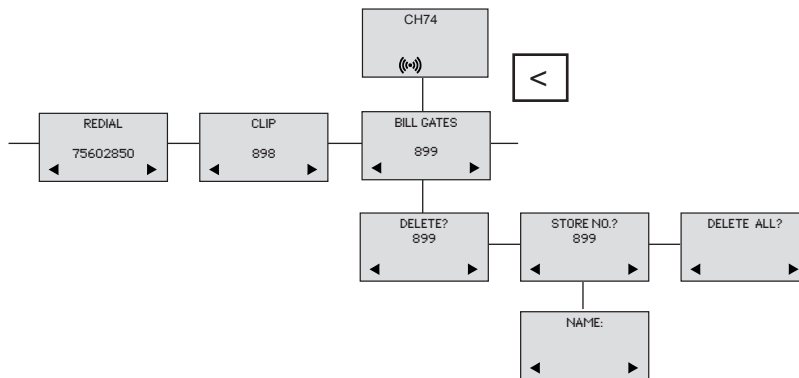 CH74
<
REDIAL
75602850
CLIP
898
BILL GATES
899
DELETE?
899
STORE NO.?
899
DELETE ALL?
NAME: